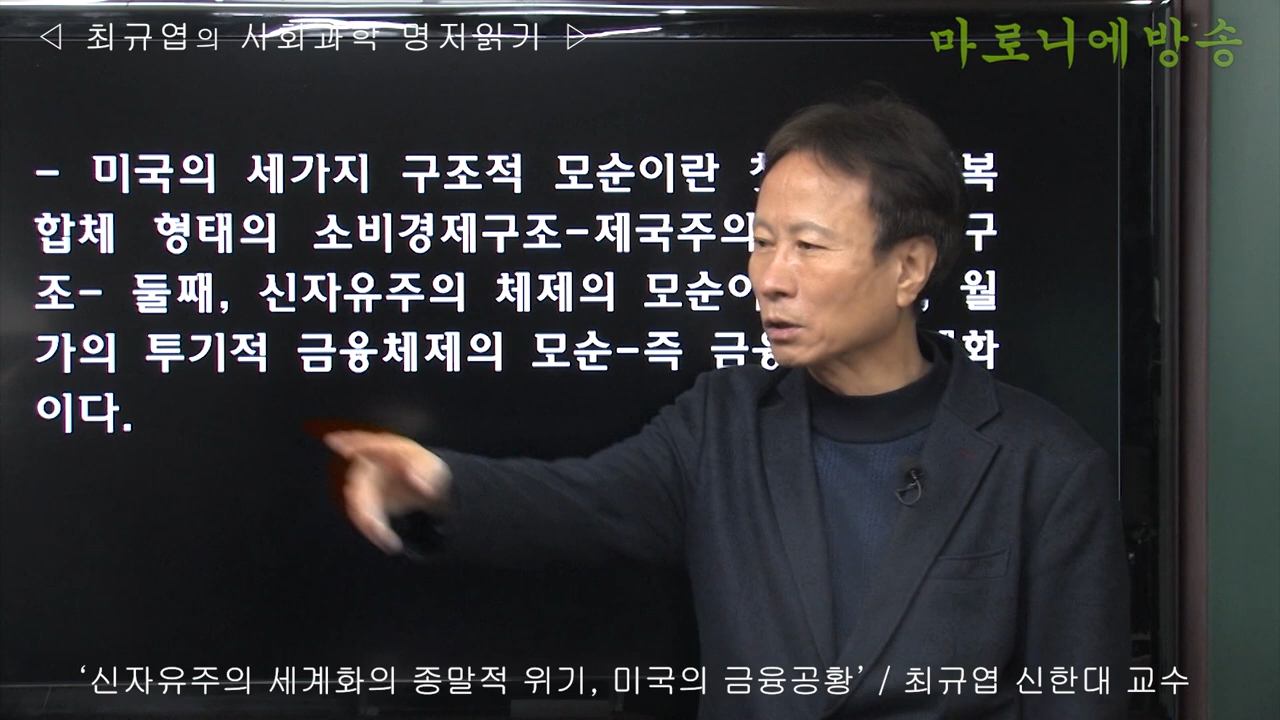 ◁ 최규엽의 사회과학 명저읽기 ▷
마로니에방송
- 미국의 세가지 구조적 모순이란 복
합체 형태의 소비경제구조-제국주의 구
조- 둘째, 신자유주의 체제의 모순 월
가의 투기적 금융체제의 모순-즉
이다.
‘신자유주의 세계화의 종말적 위기, 미국의 금융공황’ / 최규엽 신한대 교수